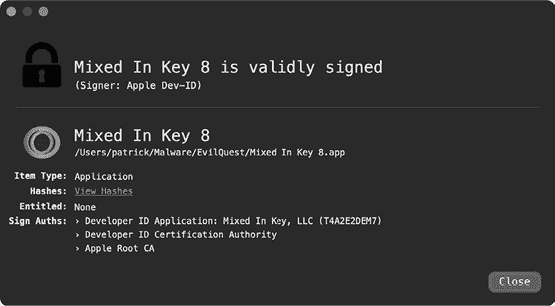 Mixed In Key 8 is validly signed
(Signer: Apple Dev-ID)
Mixed In Key 8
/Users/patrick/Malware/EvilQuest/Mixed In Key 8.app
Item Type: Application
Hashes: View Hashes
Entitled: None
Sign Auths: › Developer ID Application: Mixed In Key, LLC (T4A2E2DEM7)
› Developer ID Certification Authority
› Apple Root CA
Close